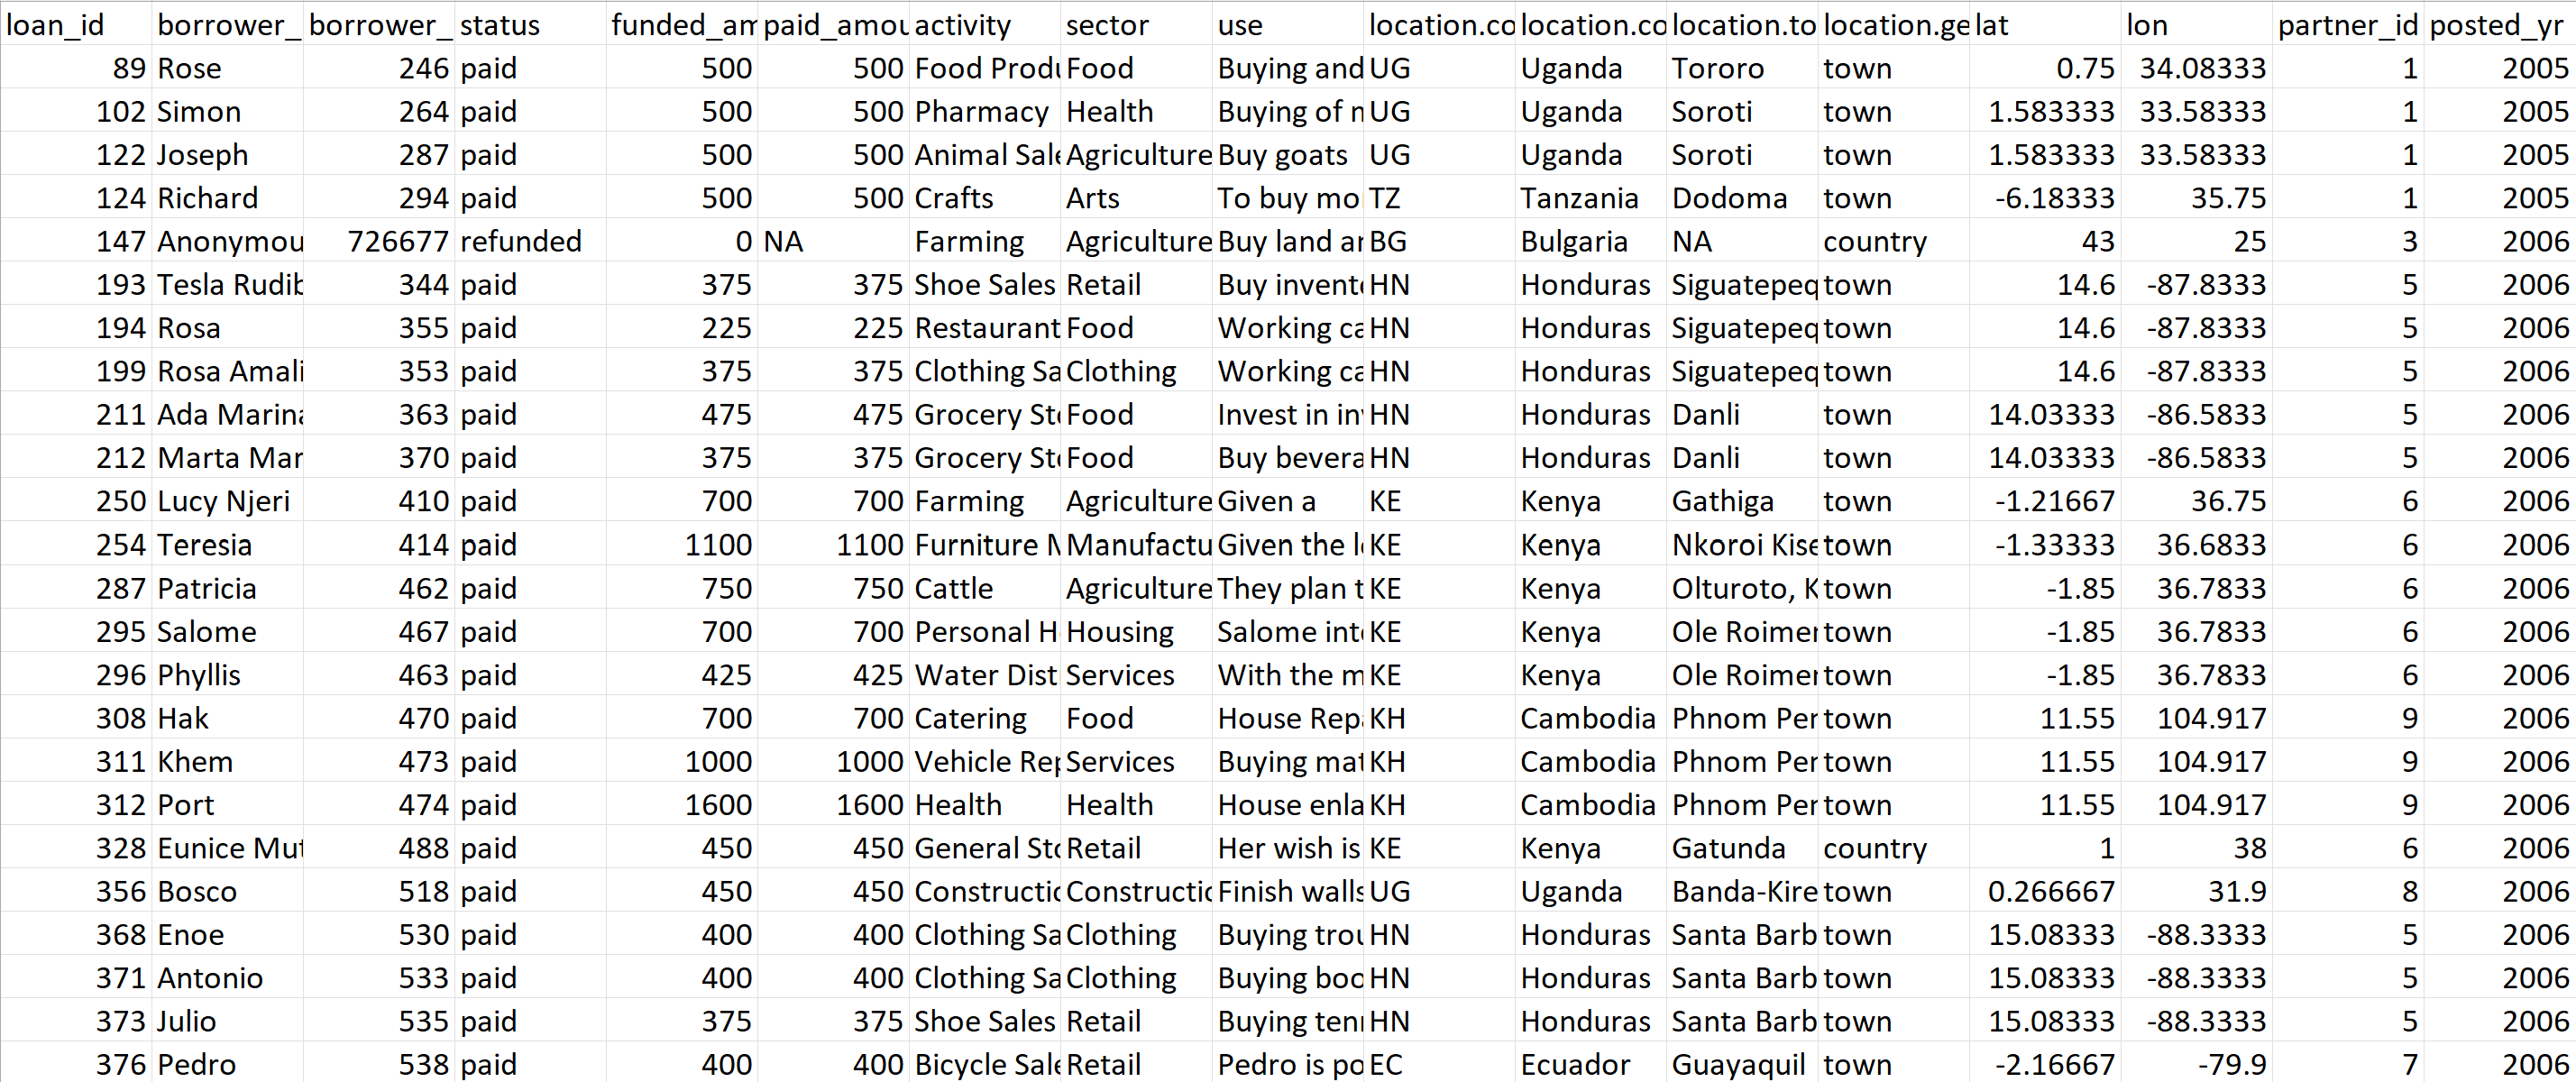 loan_id borrower_ borrower_ status funded_am paid_amou activity sector use location.co location.co location.to location.ge lat lon partner_id posted_yr
89 Rose 246 paid 500 500 Food Produ Food Buying and UG Uganda Tororo town 0.75 34.08333 1 2005
102 Simon 264 paid 500 500 Pharmacy Health Buying of m UG Uganda Soroti town 1.583333 33.58333 1 2005
122 Joseph 287 paid 500 500 Animal Sale Agriculture Buy goats UG Uganda Soroti town 1.583333 33.58333 1 2005
124 Richard 294 paid 500 500 Crafts Arts To buy mo TZ Tanzania Dodoma town -6.18333 35.75 1 2005
147 Anonymou 726677 refunded 0 NA Farming Agriculture Buy land an BG Bulgaria NA country 43 25 3 2006
193 Tesla Rudib 344 paid 375 375 Shoe Sales Retail Buy invento HN Honduras Siguatepeq town 14.6 -87.8333 5 2006
194 Rosa 355 paid 225 225 Restaurant Food Working ca HN Honduras Siguatepeq town 14.6 -87.8333 5 2006
199 Rosa Amali 353 paid 375 375 Clothing Sa Clothing Working ca HN Honduras Siguatepeq town 14.6 -87.8333 5 2006
211 Ada Marina 363 paid 475 475 Grocery Sto Food Invest in inv HN Honduras Danli town 14.03333 -86.5833 5 2006
212 Marta Mar 370 paid 375 375 Grocery Sto Food Buy bevera HN Honduras Danli town 14.03333 -86.5833 5 2006
250 Lucy Njeri 410 paid 700 700 Farming Agriculture Given a KE Kenya Gathiga town -1.21667 36.75 6 2006
254 Teresia 414 paid 1100 1100 Furniture M Manufactu Given the lo KE Kenya Nkoroi Kise town -1.33333 36.6833 6 2006
287 Patricia 462 paid 750 750 Cattle Agriculture They plan t KE Kenya Olturoto, K town -1.85 36.7833 6 2006
295 Salome 467 paid 700 700 Personal H Housing Salome inte KE Kenya Ole Roimer town -1.85 36.7833 6 2006
296 Phyllis 463 paid 425 425 Water Dist Services With the m KE Kenya Ole Roimer town -1.85 36.7833 6 2006
308 Hak 470 paid 700 700 Catering Food House Repa KH Cambodia Phnom Pen town 11.55 104.917 9 2006
311 Khem 473 paid 1000 1000 Vehicle Rep Services Buying mat KH Cambodia Phnom Pen town 11.55 104.917 9 2006
312 Port 474 paid 1600 1600 Health Health House enla KH Cambodia Phnom Pen town 11.55 104.917 9 2006
328 Eunice Mut 488 paid 450 450 General Sto Retail Her wish is KE Kenya Gatunda country 1 38 6 2006
356 Bosco 518 paid 450 450 Constructio Constructio Finish walls UG Uganda Banda-Kire town 0.266667 31.9 8 2006
368 Enoe 530 paid 400 400 Clothing Sa Clothing Buying trou HN Honduras Santa Barb town 15.08333 -88.3333 5 2006
371 Antonio 533 paid 400 400 Clothing Sa Clothing Buying boo HN Honduras Santa Barb town 15.08333 -88.3333 5 2006
373 Julio 535 paid 375 375 Shoe Sales Retail Buying tenn HN Honduras Santa Barb town 15.08333 -88.3333 5 2006
376 Pedro 538 paid 400 400 Bicycle Sale Retail Pedro is po EC Ecuador Guayaquil town -2.16667 -79.9 7 2006